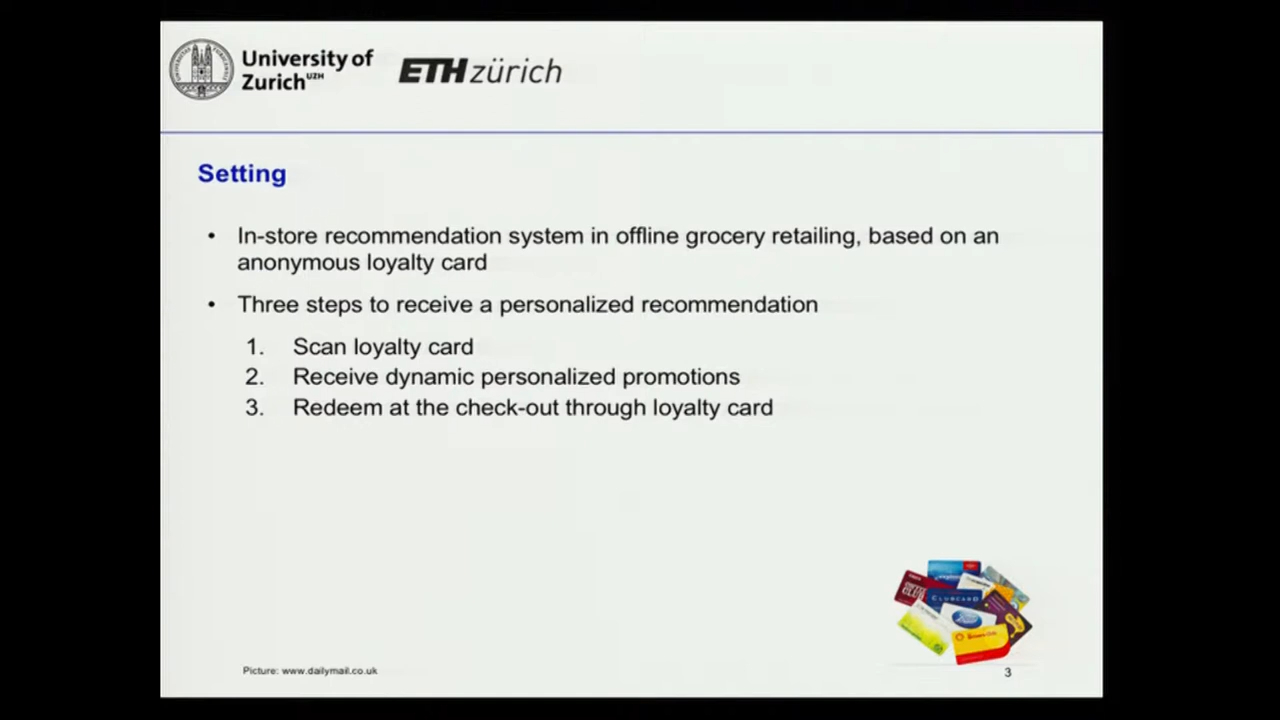 University of
Zurich UZH
ETH zürich
Setting
• In-store recommendation system in offline grocery retailing, based on an
anonymous loyalty card
• Three steps to receive a personalized recommendation
1. Scan loyalty card
2. Receive dynamic personalized promotions
3. Redeem at the check-out through loyalty card
CLUBCARD
Boots
Picture: www.dailymail.co.uk
3